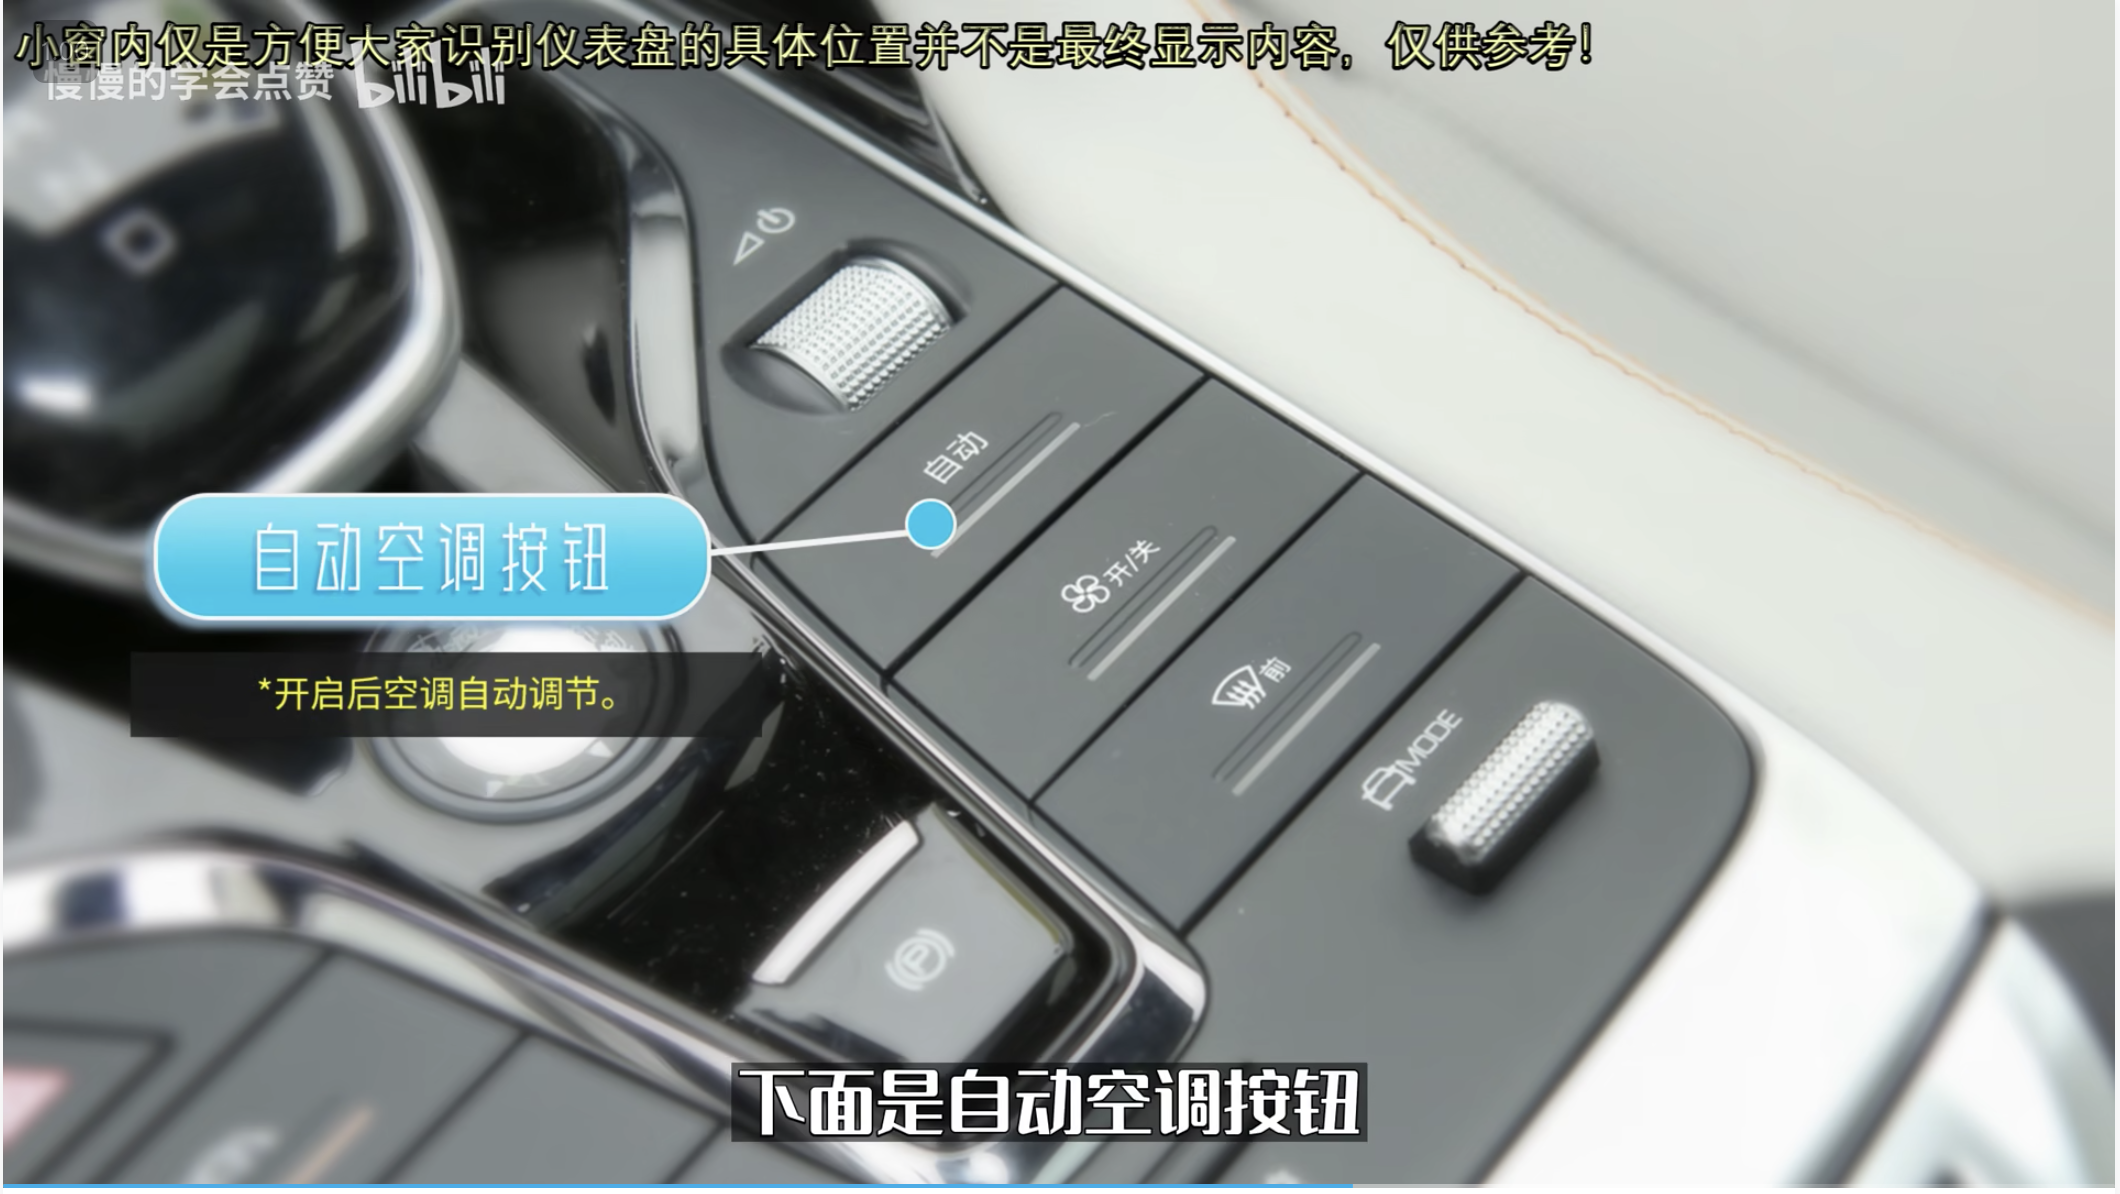 小窗内仅是方便大家识别仪表盘的具体位置并不是最终显示内容，仅供参考！
慢慢的学会点赞 bilibili
自动
自动空调按钮
开/关
*开启后空调自动调节。
前
MODE
P
下面是自动空调按钮